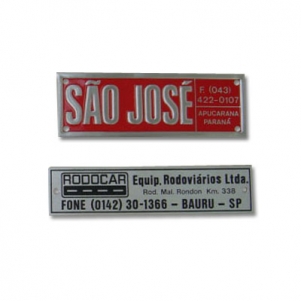 SÃO JOSÉ
F. (043)
422-0107
APUCARANA
PARANÁ
RODOCAR
Equip. Rodoviários Ltda.
Rod. Mal. Rondon Km. 338
FONE (0142) 30-1366 - BAURU - SP